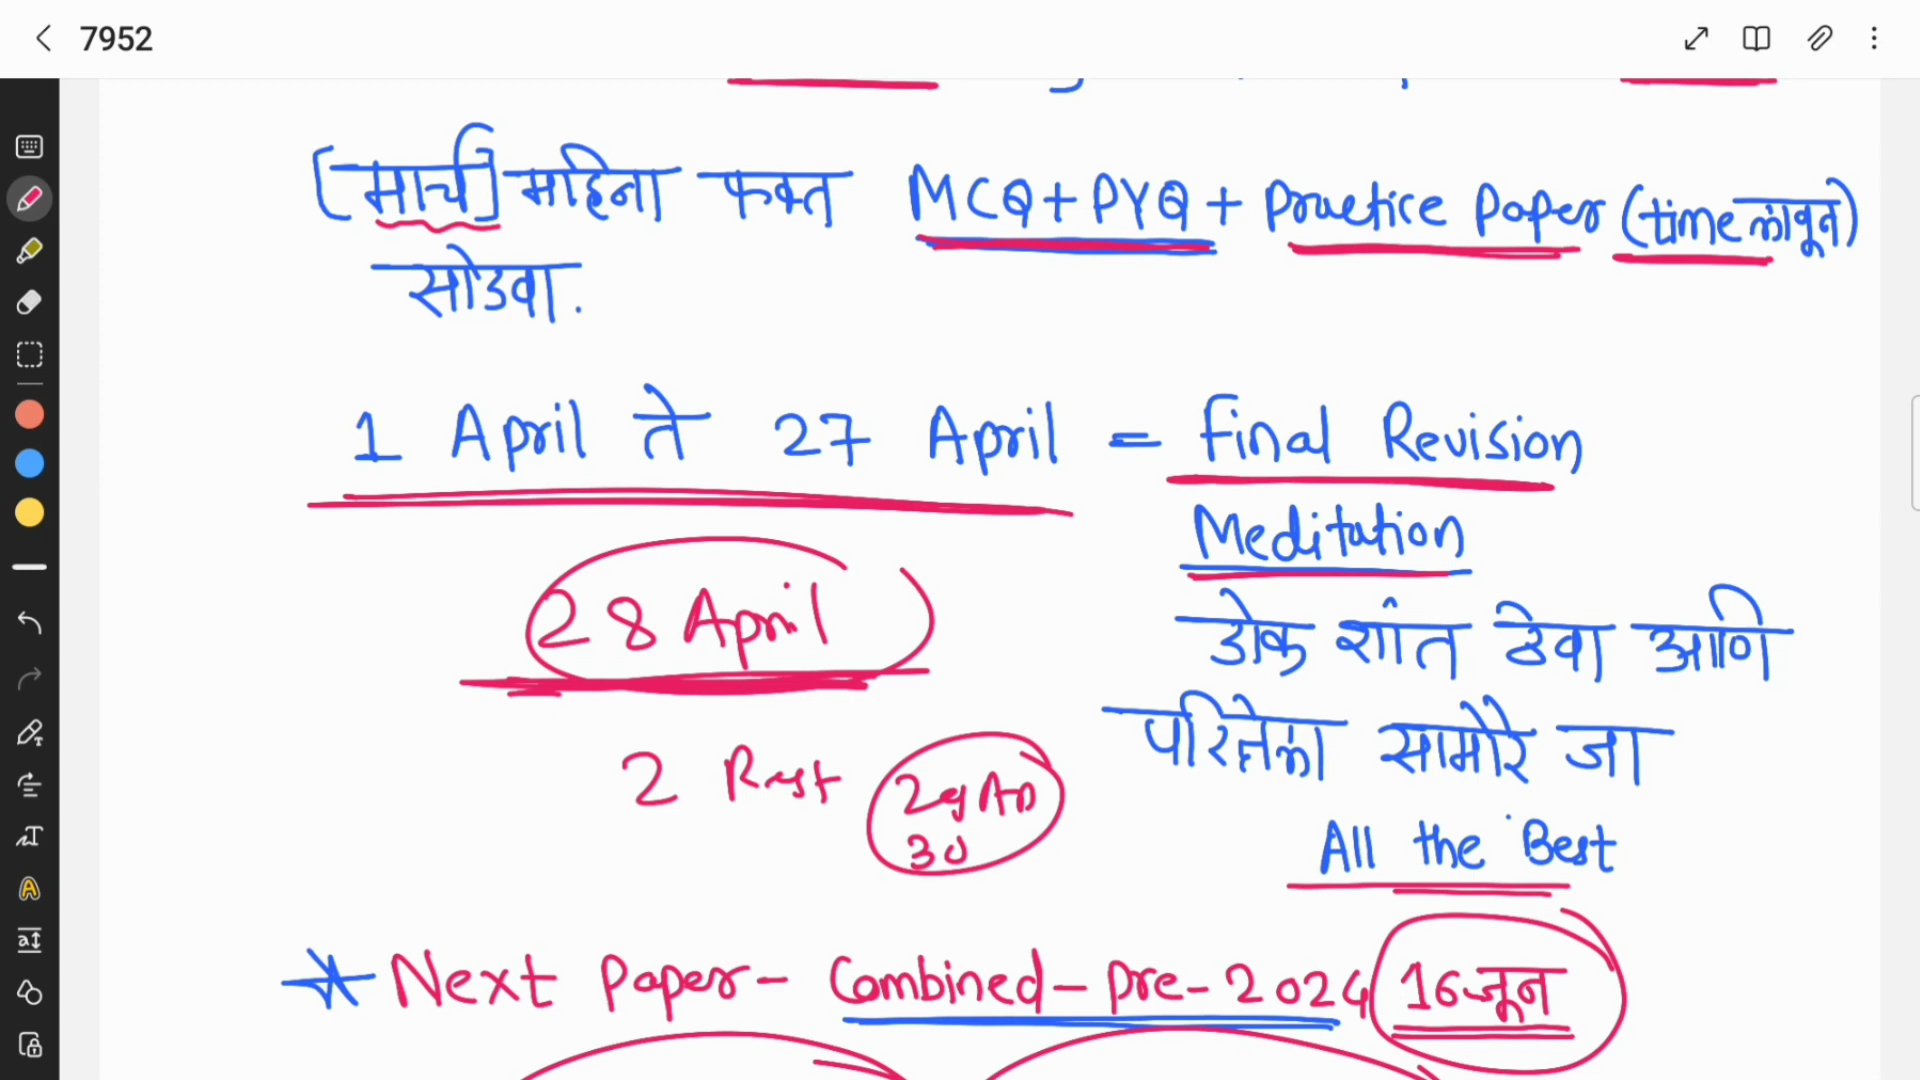 7952
[मार्च] महिना फक्त MCQ + PYQ + Practice Paper (time लावून)
सोडवा.
1 April ते 27 April = Final Revision
Meditation
28 April
डोकं शांत ठेवा आणि
परिक्षेला सामोरे जा
2 Rest
29
30
All the Best
Next Paper - Combined - Pre - 2024 16 जून